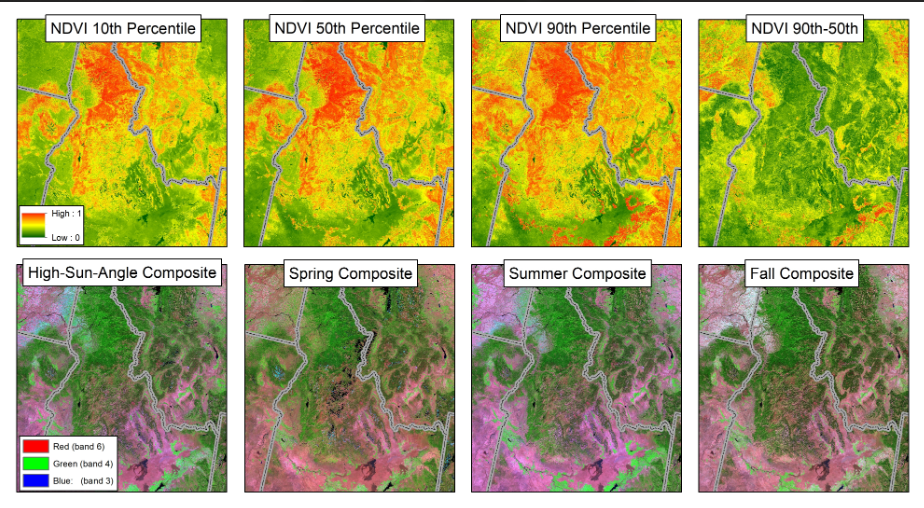 NDVI 10th Percentile
NDVI 50th Percentile
NDVI 90th Percentile
NDVI 90th-50th
High : 1
Low : 0
High-Sun-Angle Composite
Spring Composite
Summer Composite
Fall Composite
Red (band 6)
Green (band 4)
Blue: (band 3)